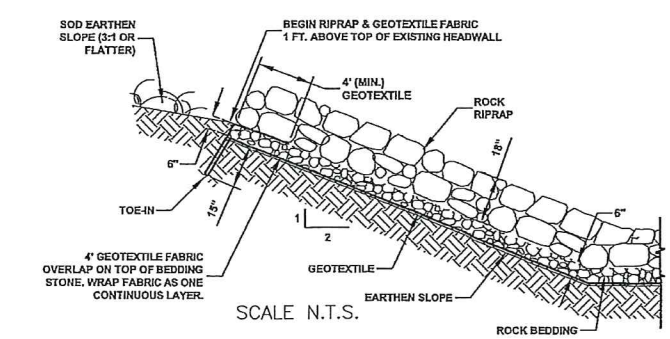 SOD EARTHEN
SLOPE (3:1 OR
FLATTER)
BEGIN RIPRAP & GEOTEXTILE FABRIC
1 FT. ABOVE TOP OF EXISTING HEADWALL
4' (MIN.)
GEOTEXTILE
ROCK
RIPRAP
18"
6"
TOE-IN
15"
1
2
6"
4' GEOTEXTILE FABRIC
OVERLAP ON TOP OF BEDDING
STONE, WRAP FABRIC AS ONE
CONTINUOUS LAYER.
GEOTEXTILE
EARTHEN SLOPE
SCALE N.T.S.
ROCK BEDDING